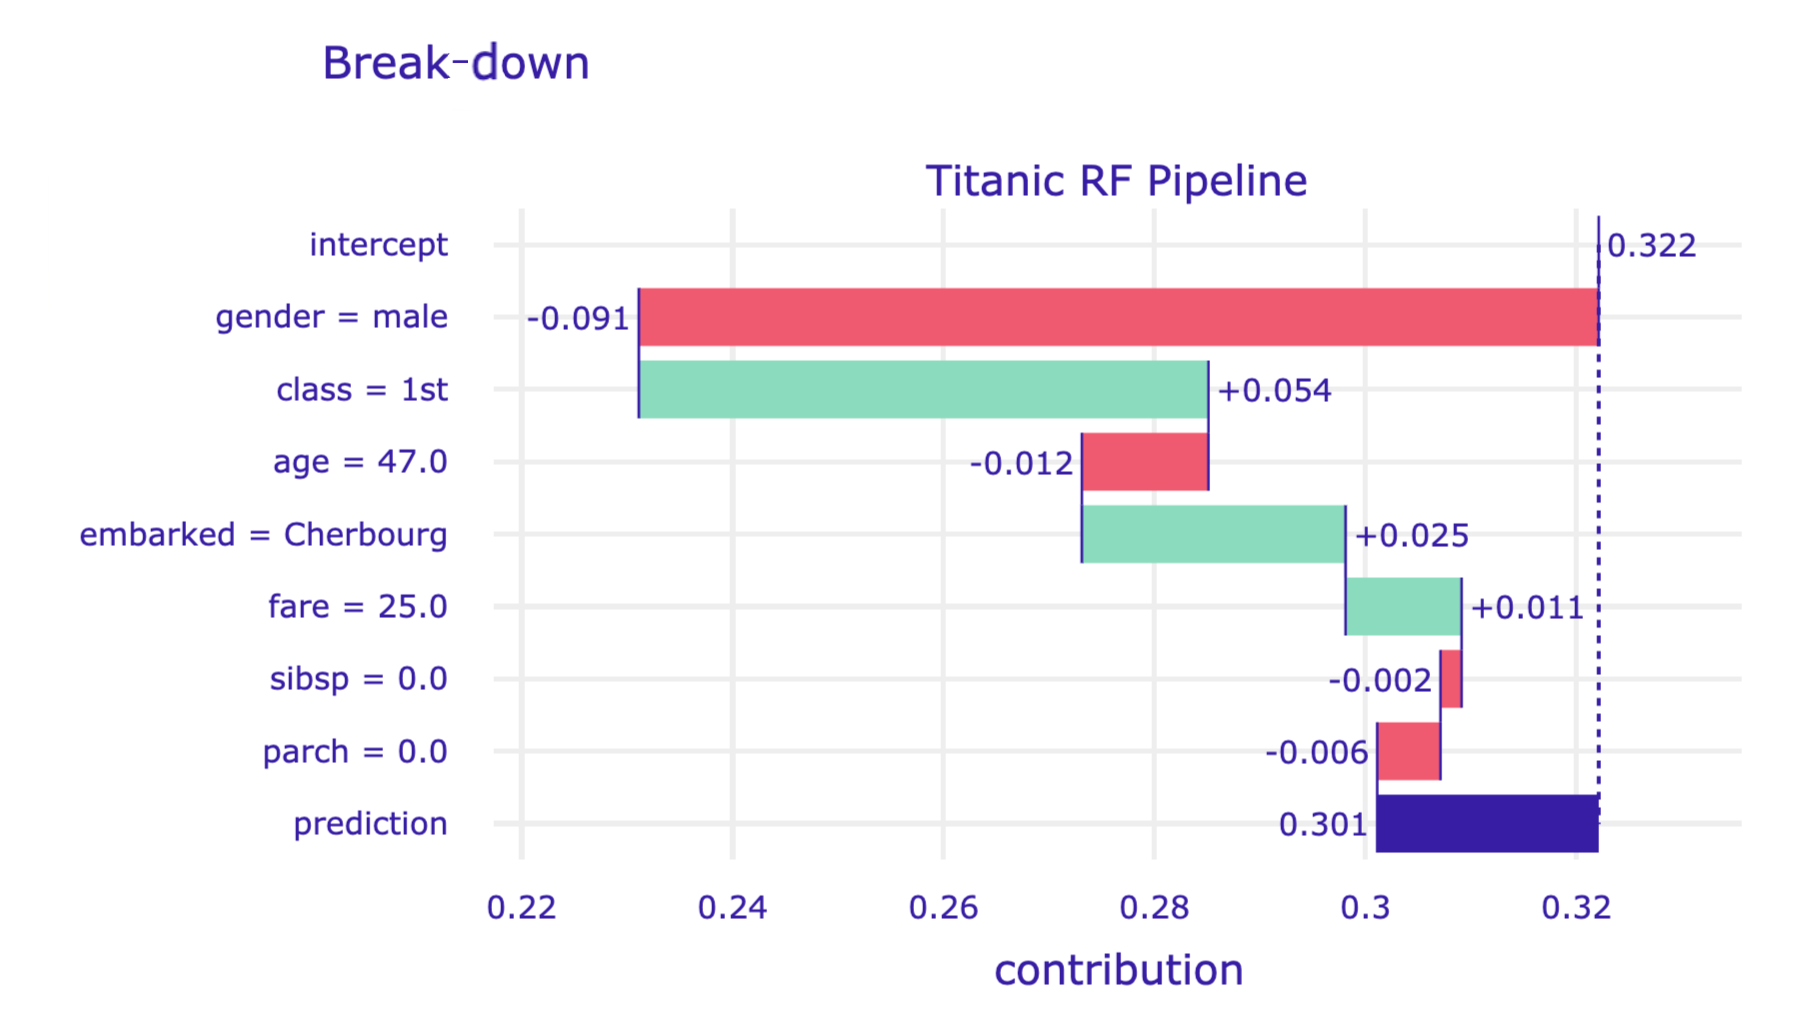 Break-down
Titanic RF Pipeline
intercept 0.322
gender = male -0.091
class = 1st +0.054
age = 47.0 -0.012
embarked = Cherbourg +0.025
fare = 25.0 +0.011
sibsp = 0.0 -0.002
parch = 0.0 -0.006
prediction 0.301
0.22 0.24 0.26 0.28 0.3 0.32
contribution